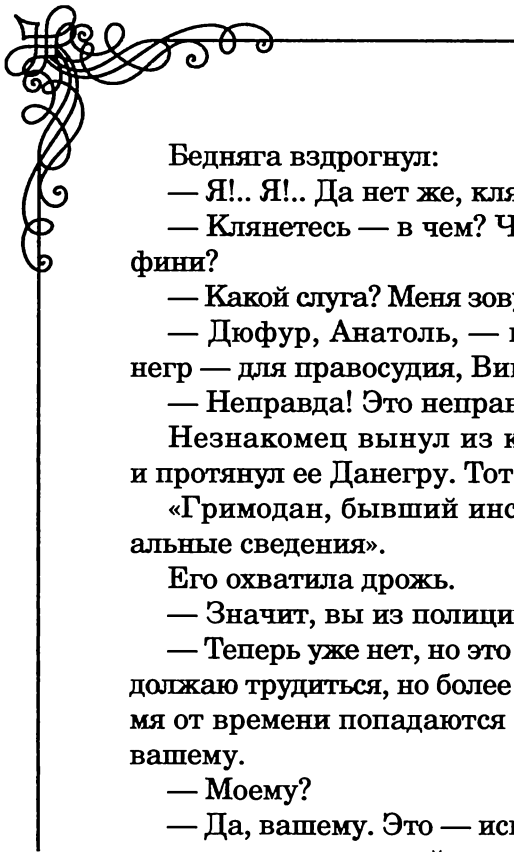 Бедняга вздрогнул:
— Я!.. Я!.. Да нет же, кля
— Клянетесь — в чем? Ч
фини?
— Какой слуга? Меня зов
— Дюфур, Анатоль, —
негр — для правосудия, Ви
— Неправда! Это неправ
Незнакомец вынул из к
и протянул ее Данегру. Тот
«Гримодан, бывший инс
альные сведения».
Его охватила дрожь.
— Значит, вы из полици
— Теперь уже нет, но это
должаю трудиться, но более
мя от времени попадаются
вашему.
— Моему?
— Да, вашему. Это — ис